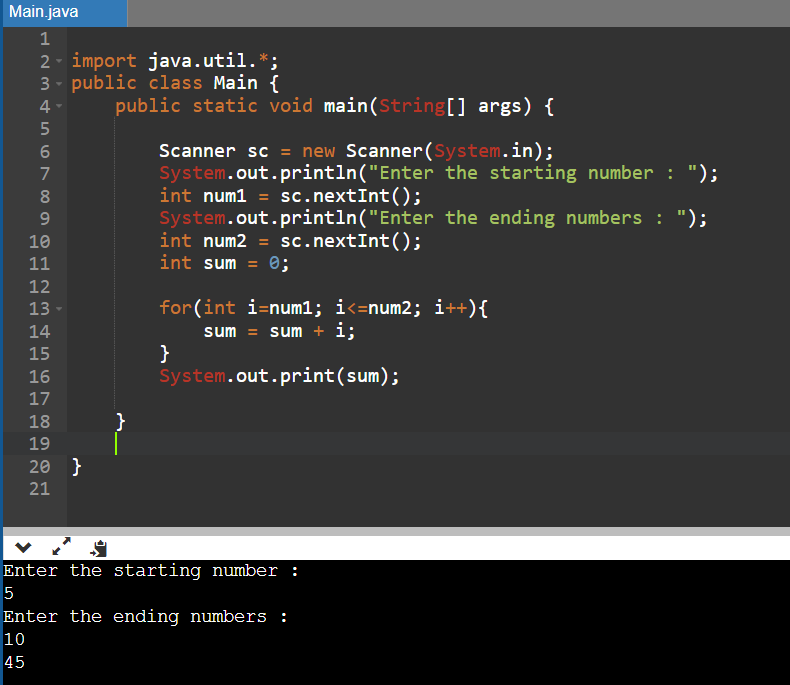 Main.java
1
2 import java.util.*;
3 public class Main {
4     public static void main(String[] args) {
5
6         Scanner sc = new Scanner(System.in);
7         System.out.println("Enter the starting number : ");
8         int num1 = sc.nextInt();
9         System.out.println("Enter the ending numbers : ");
10         int num2 = sc.nextInt();
11         int sum = 0;
12
13         for(int i=num1; i<=num2; i++){
14             sum = sum + i;
15         }
16         System.out.print(sum);
17
18     }
19
20 }
21
Enter the starting number :
5
Enter the ending numbers :
10
45